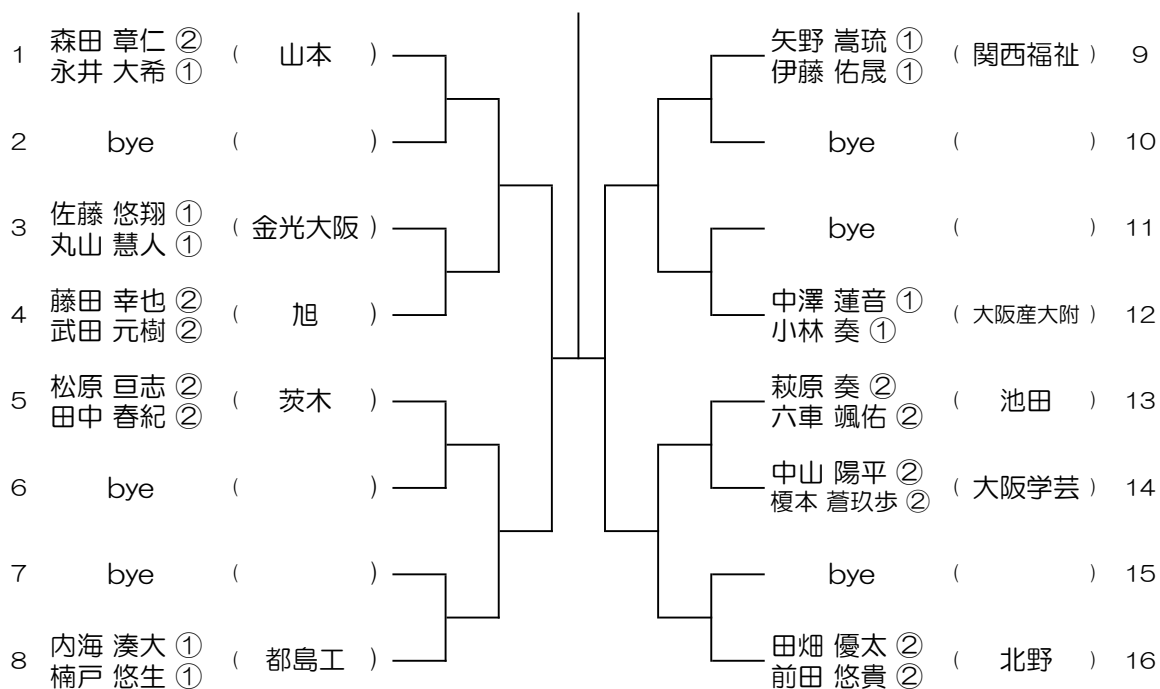 1 森田 章仁 ② ( 山本 )
永井 大希 ①
2 bye ( )
3 佐藤 悠翔 ① ( 金光大阪 )
丸山 慧人 ①
4 藤田 幸也 ② ( 旭 )
武田 元樹 ②
5 松原 亘志 ② ( 茨木 )
田中 春紀 ②
6 bye ( )
7 bye ( )
8 内海 湊大 ① ( 都島工 )
楠戸 悠生 ①
矢野 嵩琉 ① ( 関西福祉 ) 9
伊藤 佑晟 ①
bye ( ) 10
bye ( ) 11
中澤 蓮音 ① ( 大阪産大附 ) 12
小林 奏 ①
萩原 奏 ② ( 池田 ) 13
六車 颯佑 ②
中山 陽平 ② ( 大阪学芸 ) 14
榎本 蒼玖歩 ②
bye ( ) 15
田畑 優太 ② ( 北野 ) 16
前田 悠貴 ②